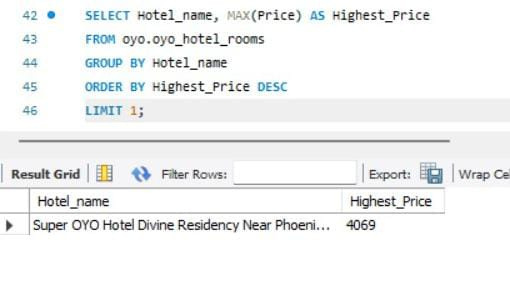 42 SELECT Hotel_name, MAX(Price) AS Highest_Price
43 FROM oyo.oyo_hotel_rooms
44 GROUP BY Hotel_name
45 ORDER BY Highest_Price DESC
46 LIMIT 1;
Result Grid Filter Rows: Export: Wrap Cel
Hotel_name Highest_Price
Super OYO Hotel Divine Residency Near Phoeni... 4069